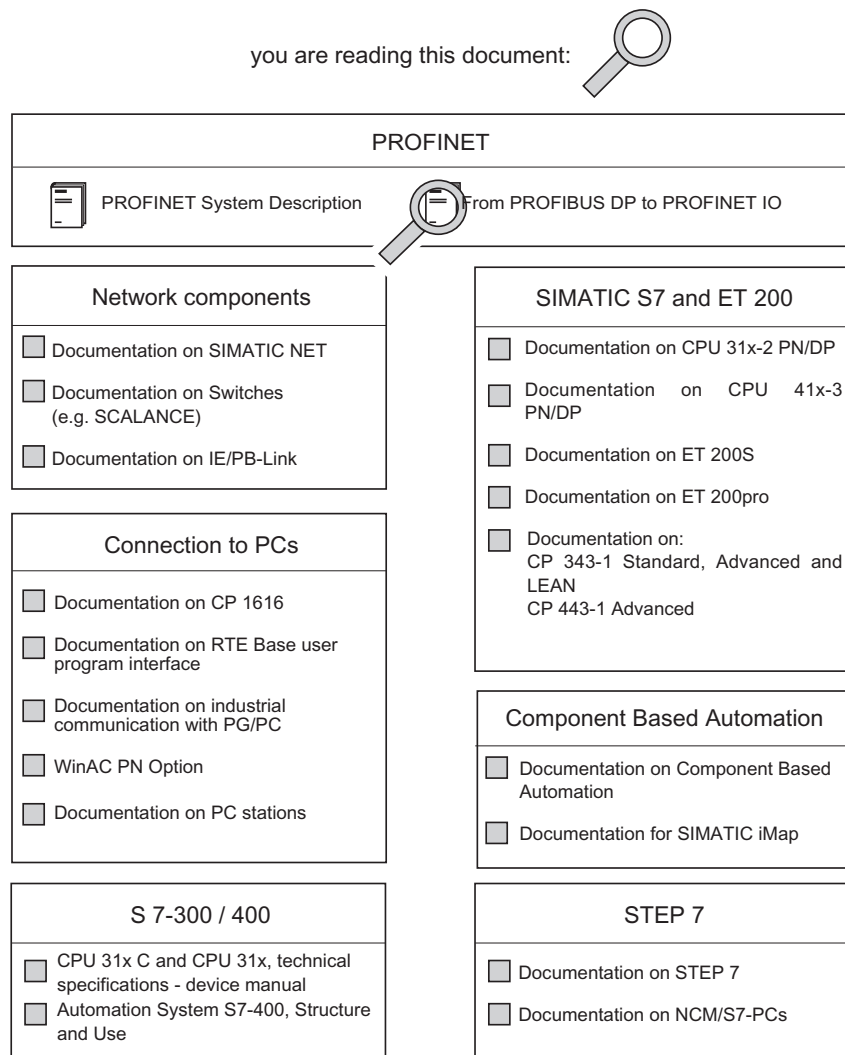 you are reading this document:
PROFINET
PROFINET System Description
From PROFIBUS DP to PROFINET IO
Network components
Documentation on SIMATIC NET
Documentation on Switches
(e.g. SCALANCE)
Documentation on IE/PB-Link
Connection to PCs
Documentation on CP 1616
Documentation on RTE Base user
program interface
Documentation on industrial
communication with PG/PC
WinAC PN Option
Documentation on PC stations
S 7-300 / 400
CPU 31x C and CPU 31x, technical
specifications - device manual
Automation System S7-400, Structure
and Use
SIMATIC S7 and ET 200
Documentation on CPU 31x-2 PN/DP
Documentation on CPU 41x-3
PN/DP
Documentation on ET 200S
Documentation on ET 200pro
Documentation on:
CP 343-1 Standard, Advanced and
LEAN
CP 443-1 Advanced
Component Based Automation
Documentation on Component Based
Automation
Documentation for SIMATIC iMap
STEP 7
Documentation on STEP 7
Documentation on NCM/S7-PCs